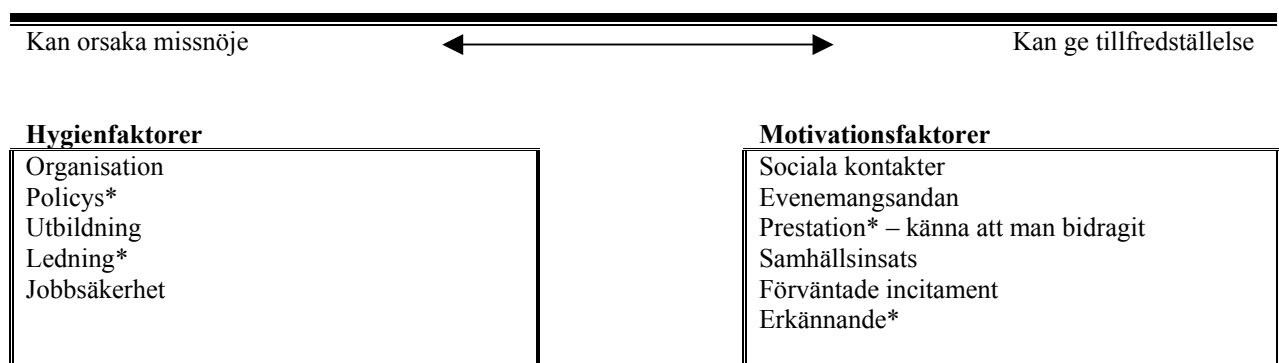 Kan orsaka missnöje Kan ge tillfredställelse
Hygienfaktorer
Organisation
Policys*
Utbildning
Ledning*
Jobbsäkerhet
Motivationsfaktorer
Sociala kontakter
Evenemangsandan
Prestation* – känna att man bidragit
Samhällsinsats
Förväntade incitament
Erkännande*